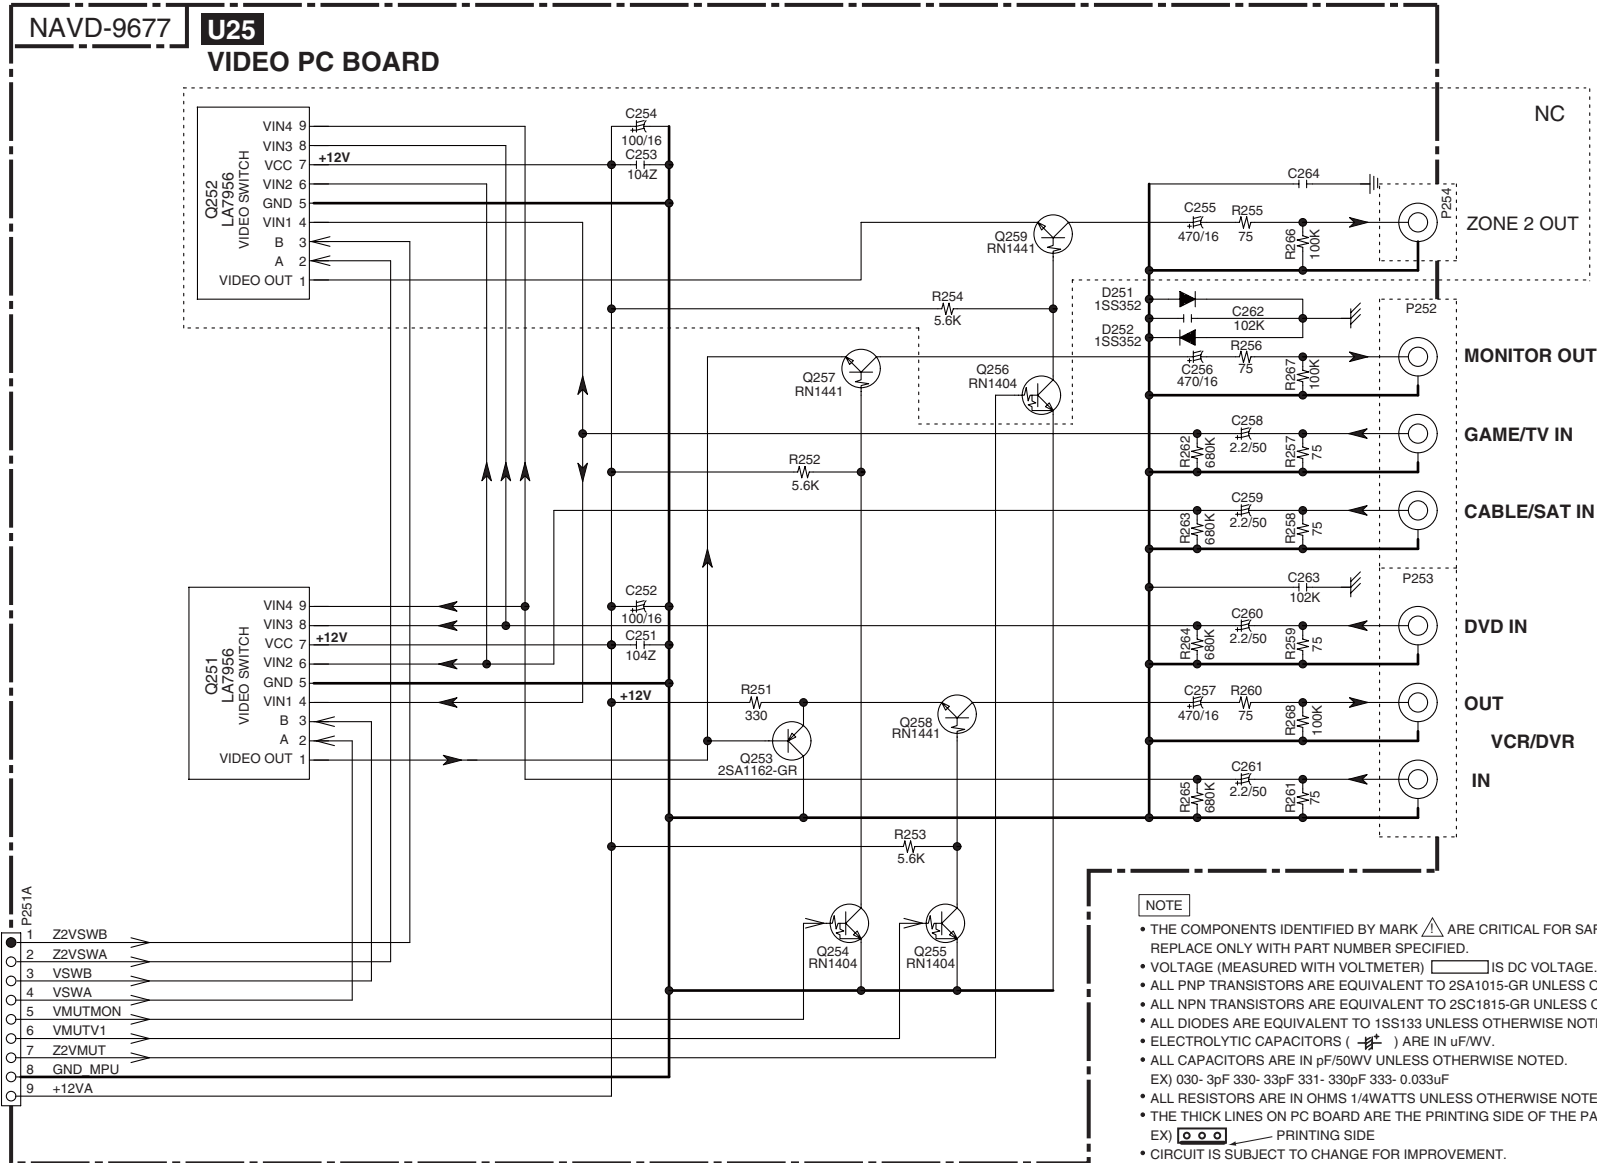 NAVD-9677
U25
VIDEO PC BOARD
NC
Q252
LA7956
VIDEO SWITCH
VIN4 9
VIN3 8
VCC 7
+12V
VIN2 6
GND 5
VIN1 4
B 3
A 2
VIDEO OUT 1
C254
100/16
C253
104Z
C264
P254
Q259
RN1441
C255
470/16
R255
75
R266
100K
ZONE 2 OUT
R254
5.6K
D251
1SS352
C262
102K
D252
1SS352
P252
Q257
RN1441
Q256
RN1404
C256
470/16
R256
75
R267
100K
MONITOR OUT
R262
680K
C258
2.2/50
R257
75
GAME/TV IN
R252
5.6K
R263
680K
C259
2.2/50
R258
75
CABLE/SAT IN
C263
102K
P253
Q251
LA7956
VIDEO SWITCH
VIN4 9
VIN3 8
VCC 7
+12V
VIN2 6
GND 5
VIN1 4
B 3
A 2
VIDEO OUT 1
C252
100/16
C251
104Z
R264
680K
C260
2.2/50
R259
75
DVD IN
+12V
R251
330
Q253
2SA1162-GR
Q258
RN1441
C257
470/16
R260
75
R268
100K
OUT
VCR/DVR
R265
680K
C261
2.2/50
R261
75
IN
R253
5.6K
Q254
RN1404
Q255
RN1404
P251A
1 Z2VSWB
2 Z2VSWA
3 VSWB
4 VSWA
5 VMUTMON
6 VMUTV1
7 Z2VMUT
8 GND_MPU
9 +12VA
NOTE
• THE COMPONENTS IDENTIFIED BY MARK ⚠ ARE CRITICAL FOR
REPLACE ONLY WITH PART NUMBER SPECIFIED.
• VOLTAGE (MEASURED WITH VOLTMETER) IS DC VOLTAGE.
• ALL PNP TRANSISTORS ARE EQUIVALENT TO 2SA1015-GR UNLESS
• ALL NPN TRANSISTORS ARE EQUIVALENT TO 2SC1815-GR UNLESS
• ALL DIODES ARE EQUIVALENT TO 1SS133 UNLESS OTHERWISE
• ELECTROLYTIC CAPACITORS ( + ) ARE IN uF/WV.
• ALL CAPACITORS ARE IN pF/50WV UNLESS OTHERWISE NOTED.
EX) 030- 3pF 330- 33pF 331- 330pF 333- 0.033uF
• ALL RESISTORS ARE IN OHMS 1/4WATTS UNLESS OTHERWISE
• THE THICK LINES ON PC BOARD ARE THE PRINTING SIDE OF THE
EX) PRINTING SIDE
• CIRCUIT IS SUBJECT TO CHANGE FOR IMPROVEMENT.